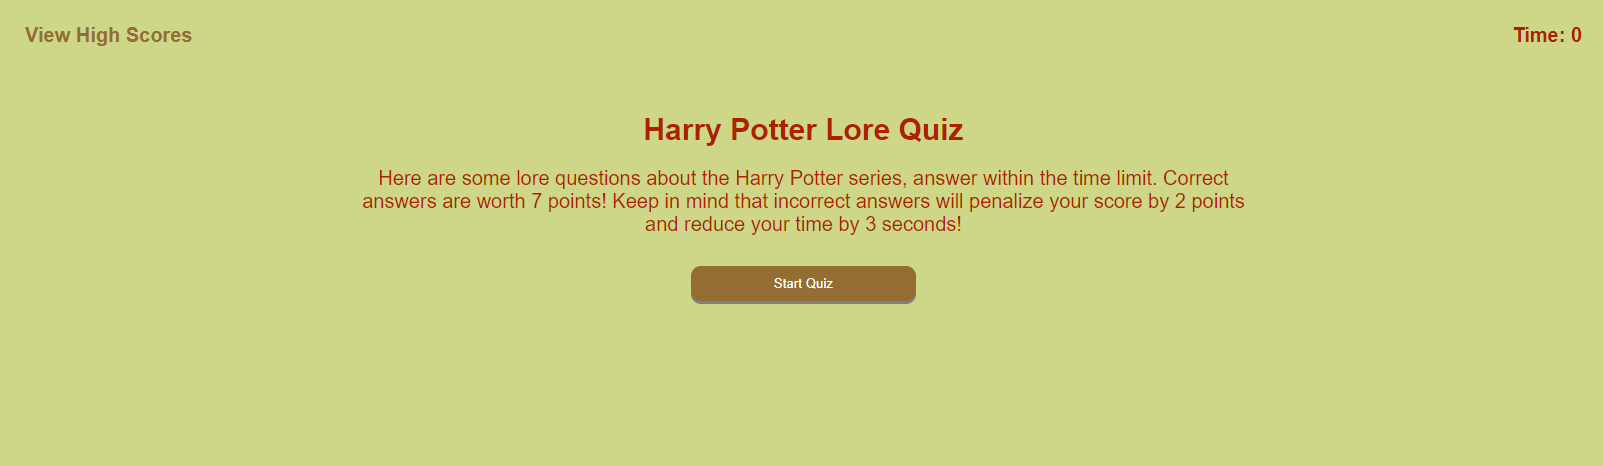 View High Scores
Time: 0
Harry Potter Lore Quiz
Here are some lore questions about the Harry Potter series, answer within the time limit. Correct
answers are worth 7 points! Keep in mind that incorrect answers will penalize your score by 2 points
and reduce your time by 3 seconds!
Start Quiz